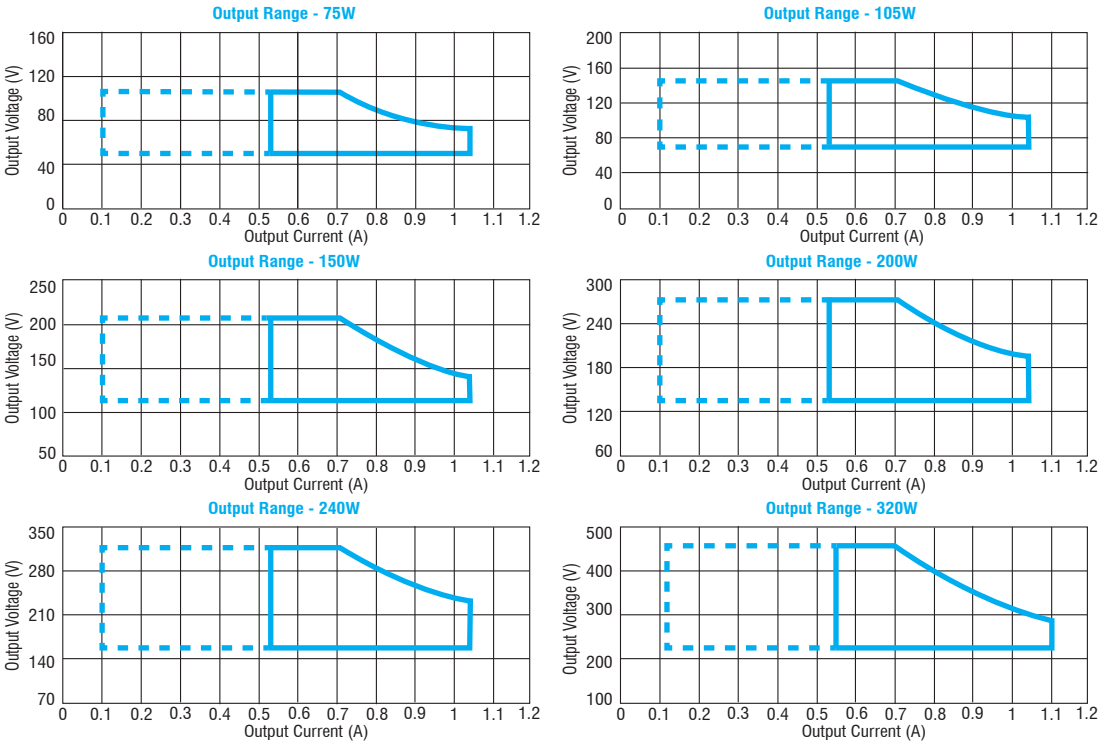 Output Range - 75W
Output Voltage (V)
160
120
80
40
0
0 0.1 0.2 0.3 0.4 0.5 0.6 0.7 0.8 0.9 1 1.1 1.2
Output Current (A)
Output Range - 105W
Output Voltage (V)
200
160
120
80
40
0
0 0.1 0.2 0.3 0.4 0.5 0.6 0.7 0.8 0.9 1 1.1 1.2
Output Current (A)
Output Range - 150W
Output Voltage (V)
250
200
150
100
50
0 0.1 0.2 0.3 0.4 0.5 0.6 0.7 0.8 0.9 1 1.1 1.2
Output Current (A)
Output Range - 200W
Output Voltage (V)
300
240
180
120
60
0 0.1 0.2 0.3 0.4 0.5 0.6 0.7 0.8 0.9 1 1.1 1.2
Output Current (A)
Output Range - 240W
Output Voltage (V)
350
280
210
140
70
0 0.1 0.2 0.3 0.4 0.5 0.6 0.7 0.8 0.9 1 1.1 1.2
Output Current (A)
Output Range - 320W
Output Voltage (V)
500
400
300
200
100
0 0.1 0.2 0.3 0.4 0.5 0.6 0.7 0.8 0.9 1 1.1 1.2
Output Current (A)